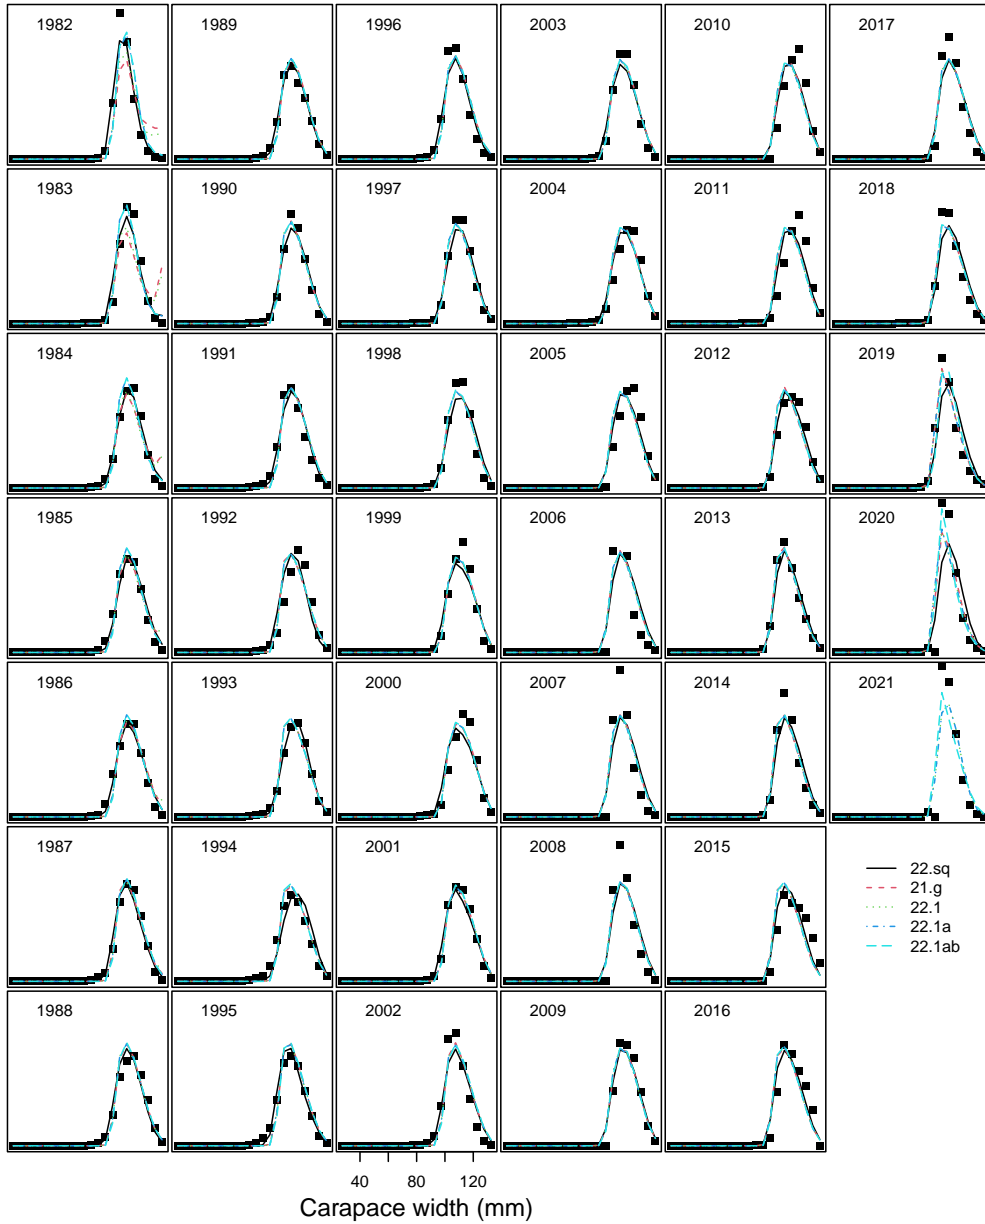 1982 1989 1996 2003 2010 2017
1983 1990 1997 2004 2011 2018
1984 1991 1998 2005 2012 2019
1985 1992 1999 2006 2013 2020
1986 1993 2000 2007 2014 2021
1987 1994 2001 2008 2015
22.sq
21.g
22.1
22.1a
22.1ab
1988 1995 2002 2009 2016
40 80 120
Carapace width (mm)